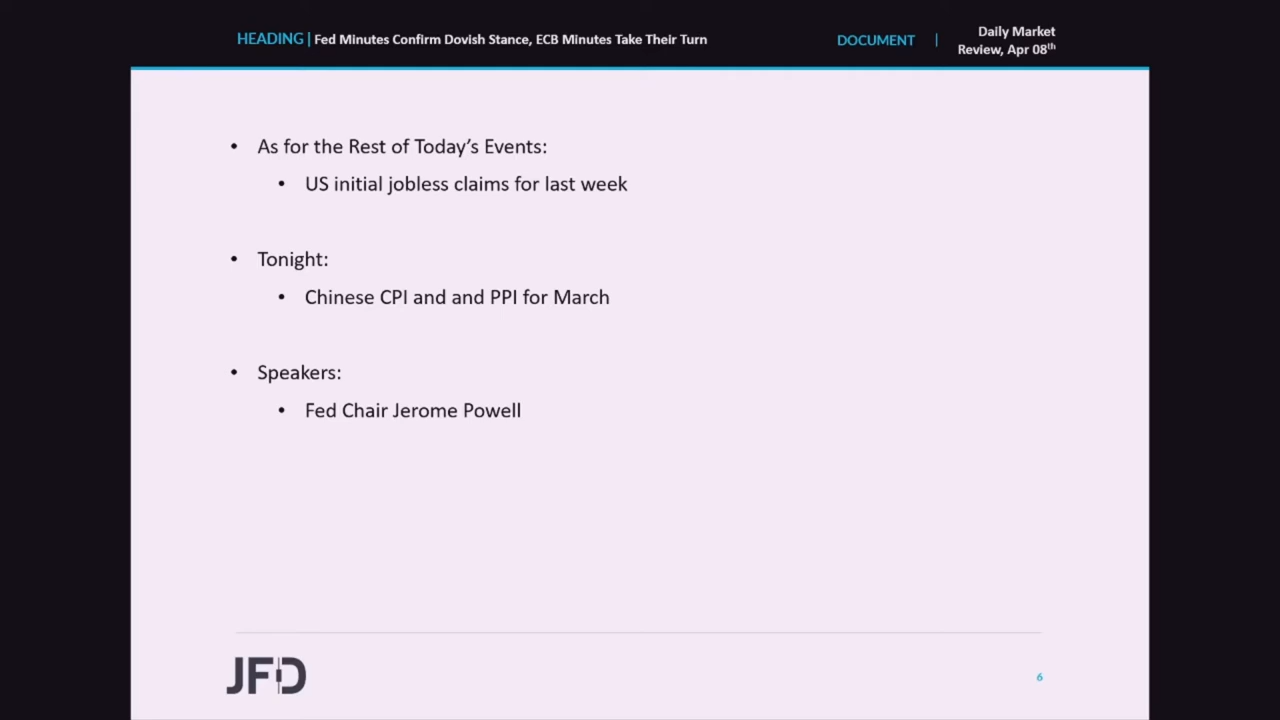 HEADING | Fed Minutes Confirm Dovish Stance, ECB Minutes Take Their Turn
DOCUMENT | Daily Market
Review, Apr 08th
• As for the Rest of Today's Events:
• US initial jobless claims for last week
• Tonight:
• Chinese CPI and and PPI for March
• Speakers:
• Fed Chair Jerome Powell
JFD
6